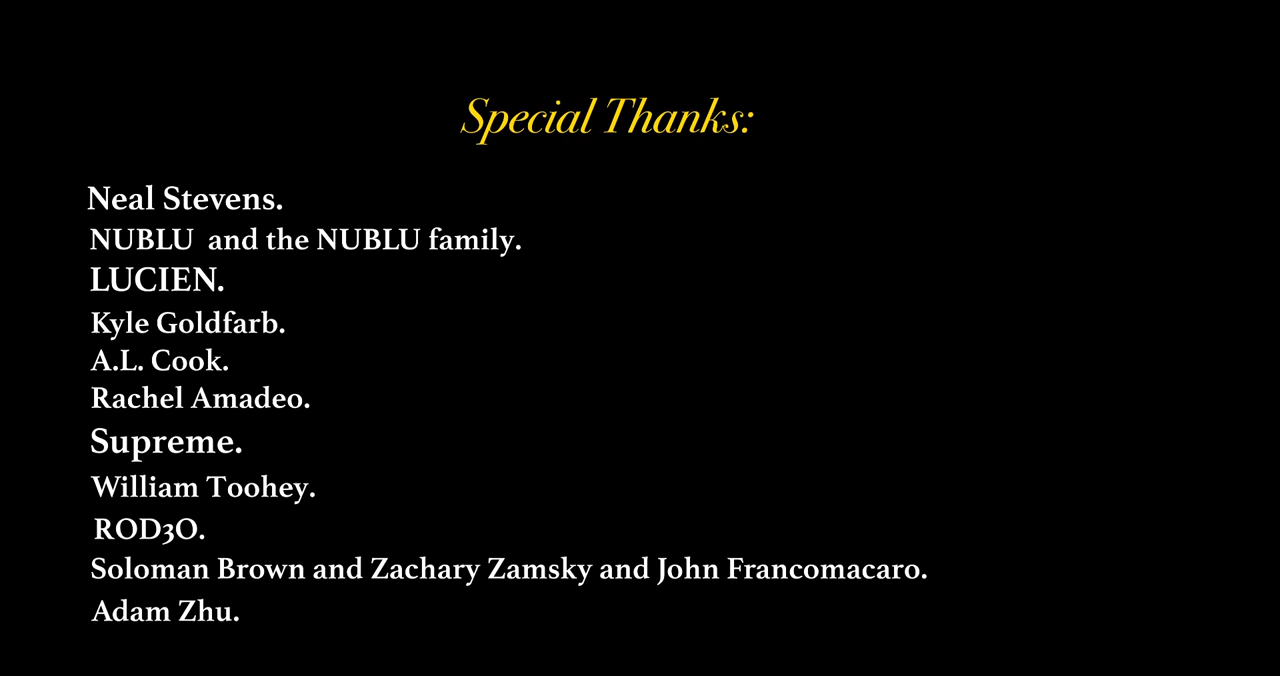 Special Thanks:
Neal Stevens.
NUBLU and the NUBLU family.
LUCIEN.
Kyle Goldfarb.
A.L. Cook.
Rachel Amadeo.
Supreme.
William Toohey.
ROD3O.
Soloman Brown and Zachary Zamsky and John Francomacaro.
Adam Zhu.